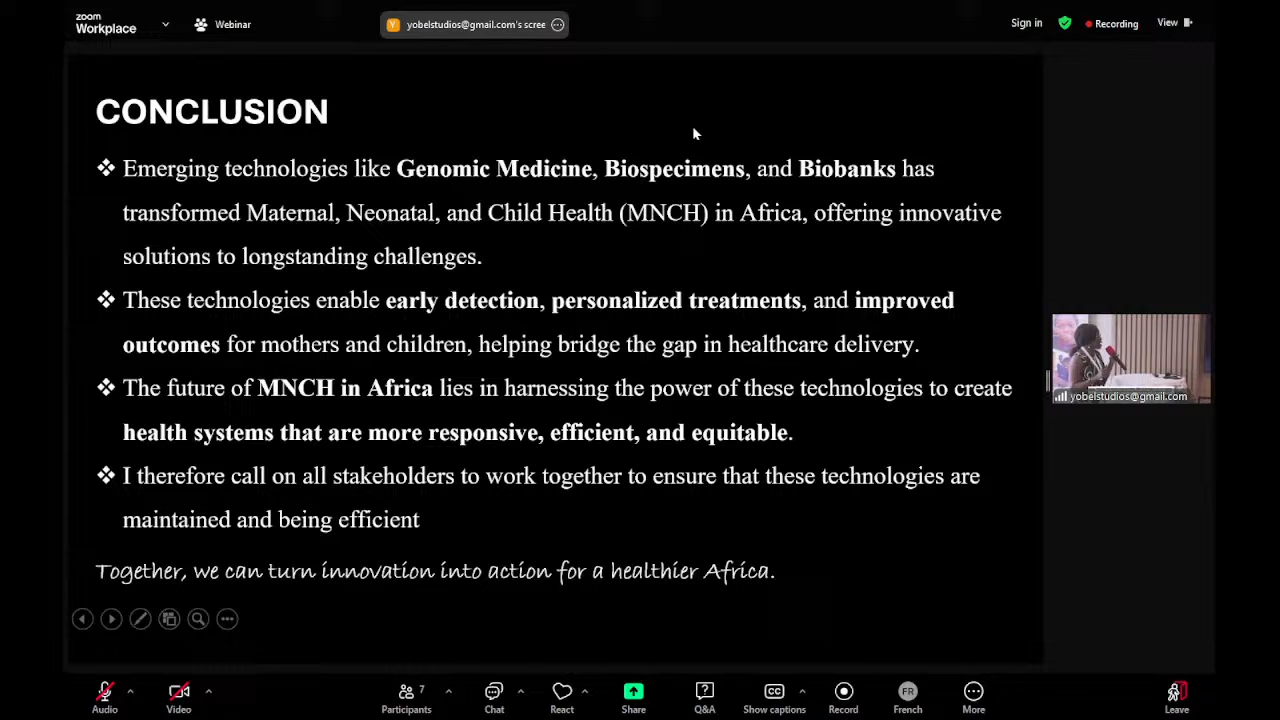 zoom
Workplace
Webinar
Y yobelstudios@gmail.com's scree
Sign in
Recording
View
CONCLUSION
❖ Emerging technologies like Genomic Medicine, Biospecimens, and Biobanks has
transformed Maternal, Neonatal, and Child Health (MNCH) in Africa, offering innovative
solutions to longstanding challenges.
❖ These technologies enable early detection, personalized treatments, and improved
outcomes for mothers and children, helping bridge the gap in healthcare delivery.
❖ The future of MNCH in Africa lies in harnessing the power of these technologies to create
health systems that are more responsive, efficient, and equitable.
❖ I therefore call on all stakeholders to work together to ensure that these technologies are
maintained and being efficient
Together, we can turn innovation into action for a healthier Africa.
yobelstudios@gmail.com
Audio
Video
7
Participants
Chat
React
Share
Q&A
CC
Show captions
Record
FR
French
More
Leave